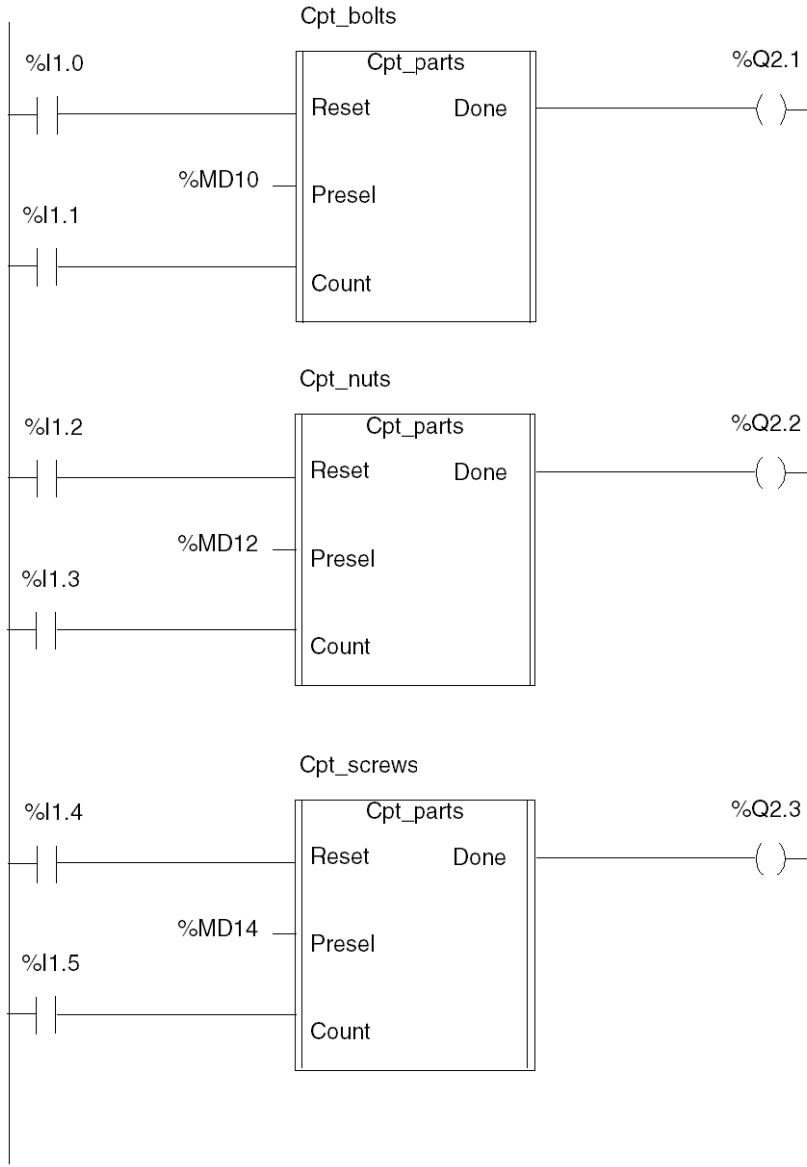 Cpt_bolts
%I1.0
Cpt_parts
%Q2.1
Reset Done
%MD10
Presel
%I1.1
Count
Cpt_nuts
%I1.2
Cpt_parts
%Q2.2
Reset Done
%MD12
Presel
%I1.3
Count
Cpt_screws
%I1.4
Cpt_parts
%Q2.3
Reset Done
%MD14
Presel
%I1.5
Count